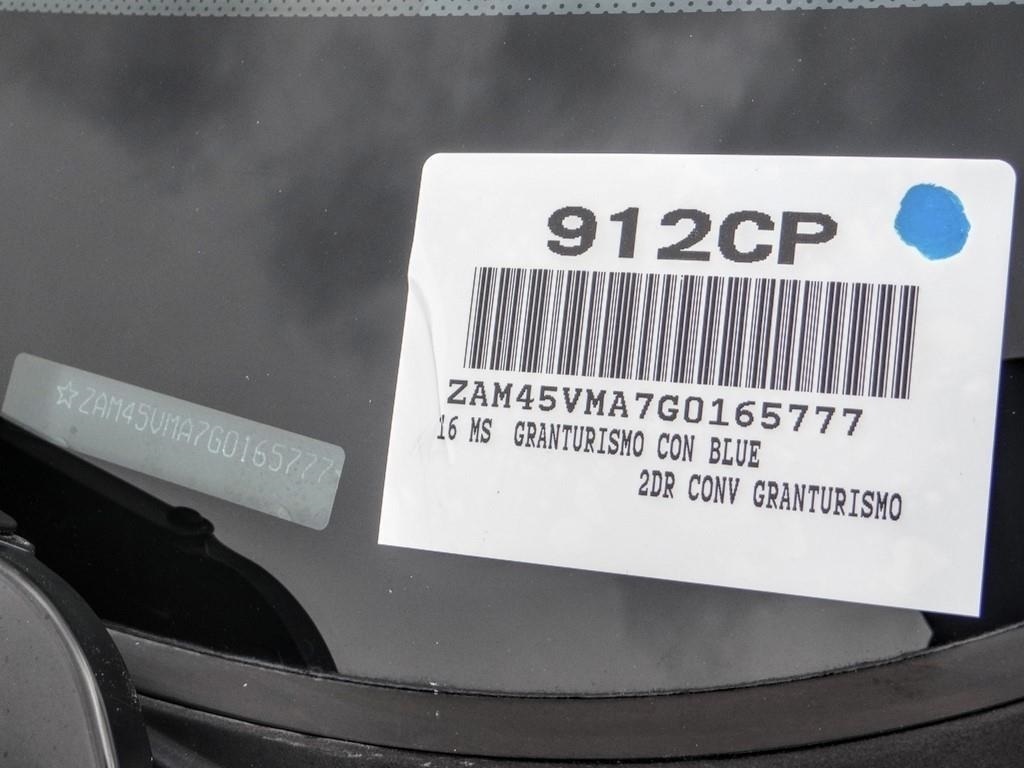 912CP
ZAM45VMA7G0165777
16 MS GRANTURISMO CON BLUE
2DR CONV GRANTURISMO
☆ZAM45VMA7G0165777